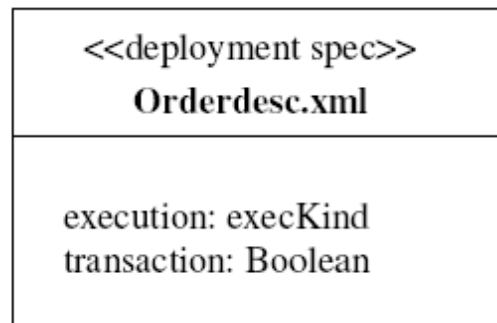 <<deployment spec>>
Orderdesc.xml
execution: execKind
transaction: Boolean